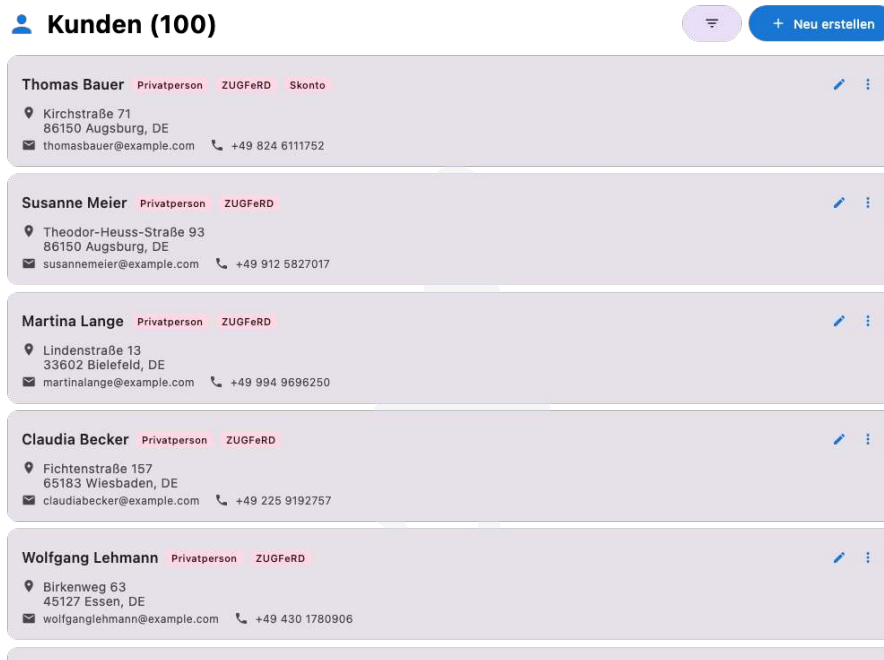 Kunden (100)
Neu erstellen
Thomas Bauer Privatperson ZUGFeRD Skonto
Kirchstraße 71
86150 Augsburg, DE
thomasbauer@example.com +49 824 6111752
Susanne Meier Privatperson ZUGFeRD
Theodor-Heuss-Straße 93
86150 Augsburg, DE
susannemeier@example.com +49 912 5827017
Martina Lange Privatperson ZUGFeRD
Lindenstraße 13
33602 Bielefeld, DE
martinalange@example.com +49 994 9696250
Claudia Becker Privatperson ZUGFeRD
Fichtenstraße 157
65183 Wiesbaden, DE
claudiabecker@example.com +49 225 9192757
Wolfgang Lehmann Privatperson ZUGFeRD
Birkenweg 63
45127 Essen, DE
wolfganglehmann@example.com +49 430 1780906